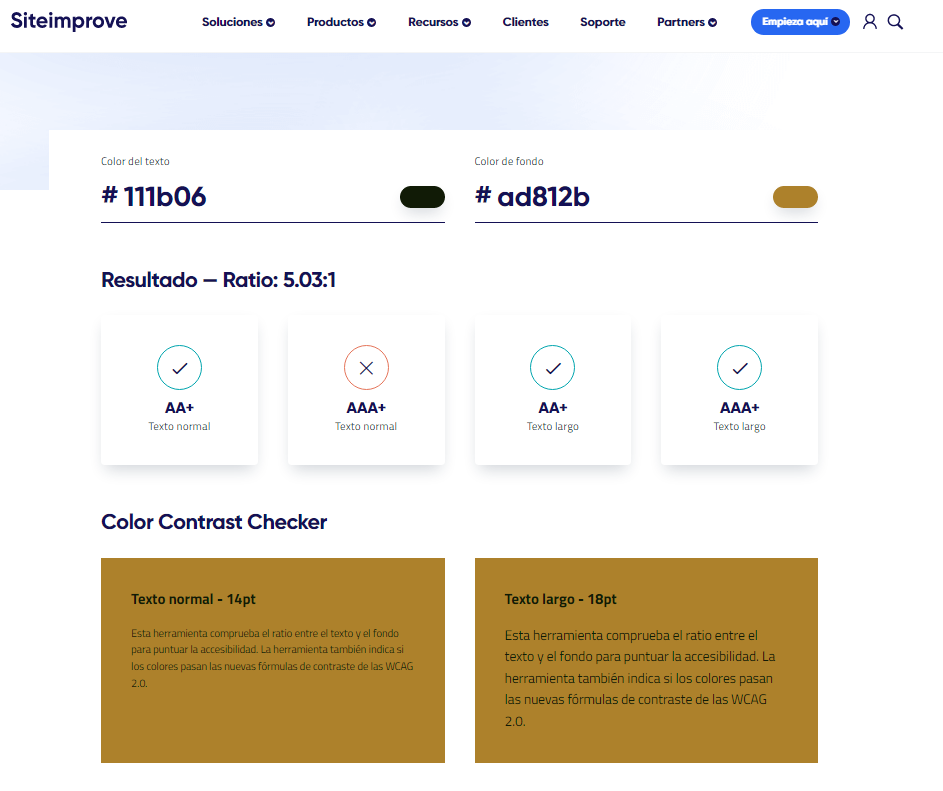 Siteimprove
Soluciones
Productos
Recursos
Clientes
Soporte
Partners
Empieza aquí
Color del texto
# 111b06
Color de fondo
# ad812b
Resultado — Ratio: 5.03:1
AA+
Texto normal
AAA+
Texto normal
AA+
Texto largo
AAA+
Texto largo
Color Contrast Checker
Texto normal - 14pt
Esta herramienta comprueba el ratio entre el texto y el fondo
para puntuar la accesibilidad. La herramienta también indica si
los colores pasan las nuevas fórmulas de contraste de las WCAG
2.0.
Texto largo - 18pt
Esta herramienta comprueba el ratio entre el
texto y el fondo para puntuar la accesibilidad. La
herramienta también indica si los colores pasan
las nuevas fórmulas de contraste de las WCAG
2.0.